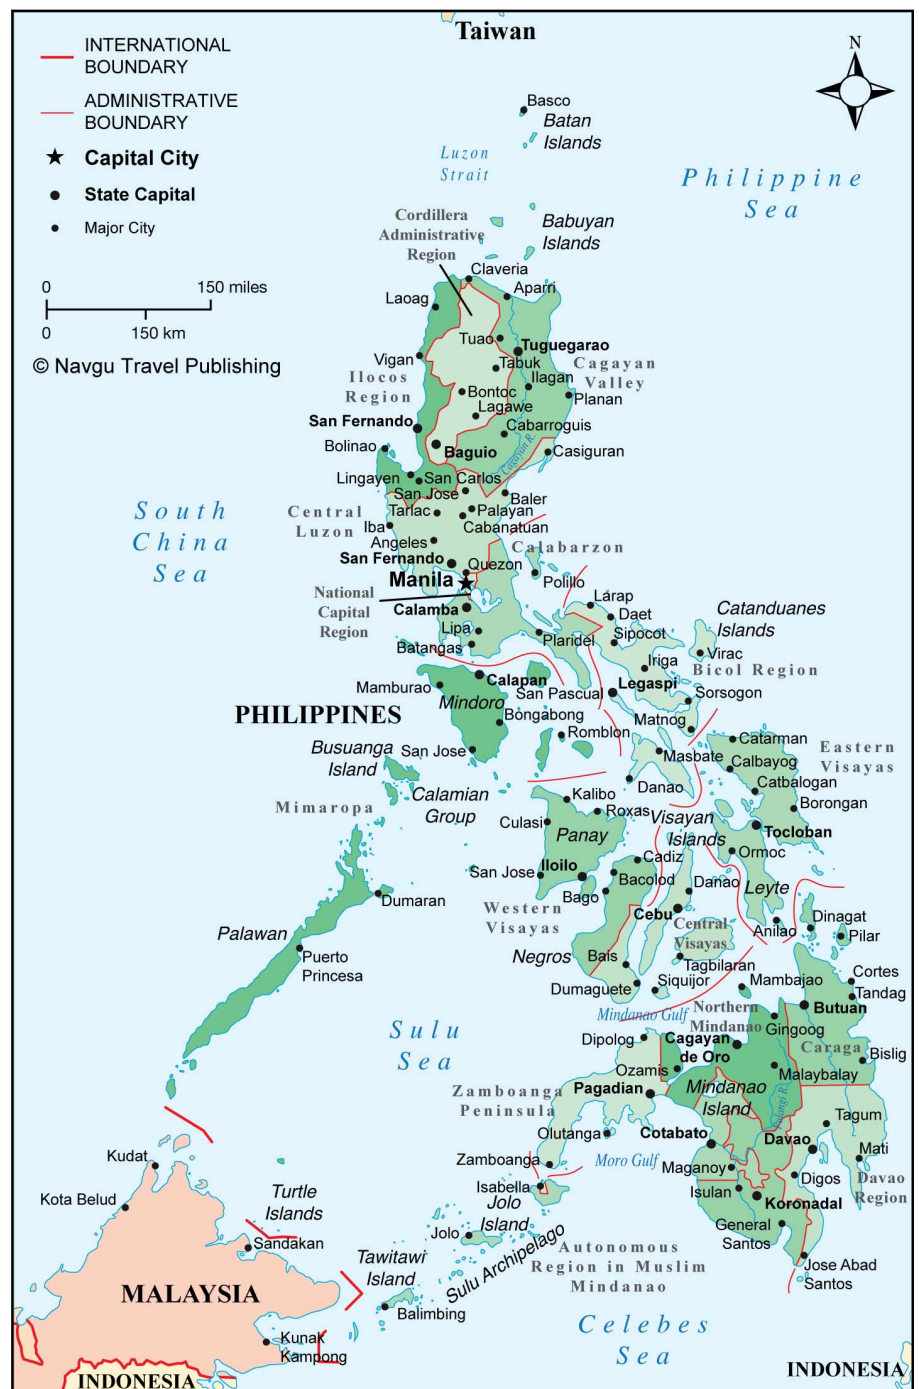 Taiwan
INTERNATIONAL
BOUNDARY
ADMINISTRATIVE
BOUNDARY
Capital City
State Capital
Major City
0
150 miles
0
150 km
© Navgu Travel Publishing
N
Basco
Batan
Islands
Luzon
Strait
Philippine
Sea
Babuyan
Islands
Cordillera
Administrative
Region
Claveria
Aparri
Laoag
Tuao
Tuguegarao
Vigan
Tabuk
Cagayan
Valley
Ilocos
Region
Ilagan
Bontoc
Planan
Lagawe
San Fernando
Cabarroguis
Bolinao
Baguio
Cagayan R.
Casiguran
Lingayen
San Carlos
San Jose
Baler
South
China
Sea
Central
Luzon
Tarlac
Palayan
Iba
Cabanatuan
Angeles
Calabarzon
San Fernando
Quezon
Manila
Polillo
National
Capital
Region
Larap
Calamba
Daet
Catanduanes
Islands
Lipa
Plaridel
Sipocot
Batangas
Virac
Iriga
Bicol Region
Calapan
Mamburao
San Pascual
Legaspi
Sorsogon
Mindoro
PHILIPPINES
Bongabong
Matnog
Romblon
Catarman
Busuanga
Island
San Jose
Masbate
Eastern
Visayas
Calbayog
Calamian
Group
Danao
Catbalogan
Mimaropa
Kalibo
Borongan
Roxas
Visayan
Islands
Culasi
Panay
Tocloban
Ormoc
Cadiz
San Jose
Iloilo
Bacolod
Danao
Leyte
Dumaran
Bago
Western
Visayas
Cebu
Dinagat
Central
Visayas
Anilao
Pilar
Palawan
Puerto
Princesa
Negros
Bais
Tagbilaran
Cortes
Dumaguete
Siquijor
Mambajao
Tandag
Sulu
Sea
Mindanao Gulf
Northern
Mindanao
Butuan
Gingoog
Dipolog
Cagayan
de Oro
Caraga
Bislig
Ozamis
Malaybalay
Zamboanga
Peninsula
Pagadian
Mindanao
Island
Pulangi R.
Tagum
Olutanga
Cotabato
Davao
Kudat
Zamboanga
Moro Gulf
Maganoy
Mati
Digos
Davao
Region
Kota Belud
Isabella
Isulan
Koronadal
Turtle
Islands
Jolo
Island
General
Santos
Jolo
Sandakan
Sulu Archipelago
Autonomous
Region in Muslim
Mindanao
Tawitawi
Island
Jose Abad
Santos
MALAYSIA
Balimbing
Celebes
Sea
Kunak
Kampong
INDONESIA
INDONESIA